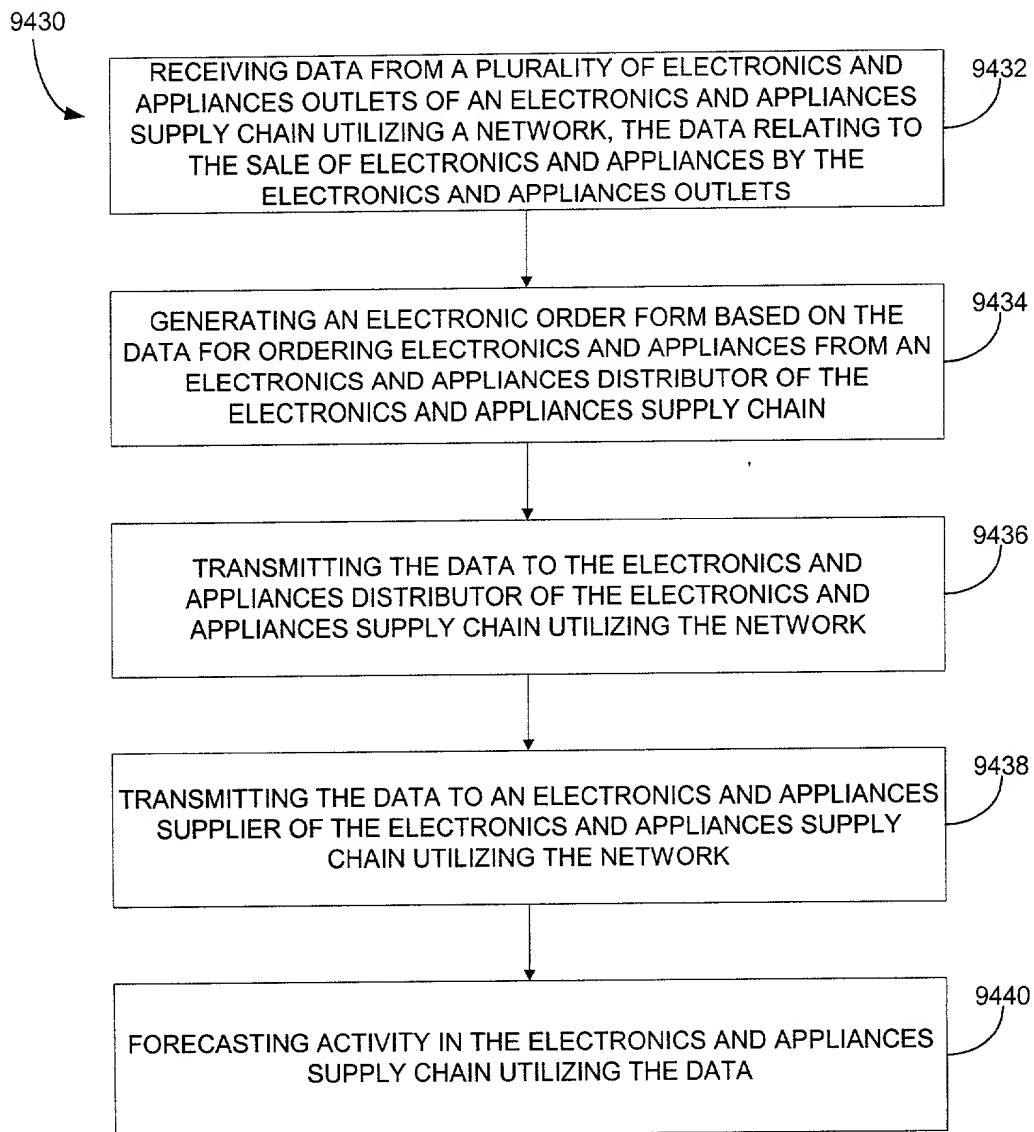 9430
RECEIVING DATA FROM A PLURALITY OF ELECTRONICS AND
APPLIANCES OUTLETS OF AN ELECTRONICS AND APPLIANCES
SUPPLY CHAIN UTILIZING A NETWORK, THE DATA RELATING TO
THE SALE OF ELECTRONICS AND APPLIANCES BY THE
ELECTRONICS AND APPLIANCES OUTLETS
9432
GENERATING AN ELECTRONIC ORDER FORM BASED ON THE
DATA FOR ORDERING ELECTRONICS AND APPLIANCES FROM AN
ELECTRONICS AND APPLIANCES DISTRIBUTOR OF THE
ELECTRONICS AND APPLIANCES SUPPLY CHAIN
9434
TRANSMITTING THE DATA TO THE ELECTRONICS AND
APPLIANCES DISTRIBUTOR OF THE ELECTRONICS AND
APPLIANCES SUPPLY CHAIN UTILIZING THE NETWORK
9436
TRANSMITTING THE DATA TO AN ELECTRONICS AND APPLIANCES
SUPPLIER OF THE ELECTRONICS AND APPLIANCES SUPPLY
CHAIN UTILIZING THE NETWORK
9438
FORECASTING ACTIVITY IN THE ELECTRONICS AND APPLIANCES
SUPPLY CHAIN UTILIZING THE DATA
9440